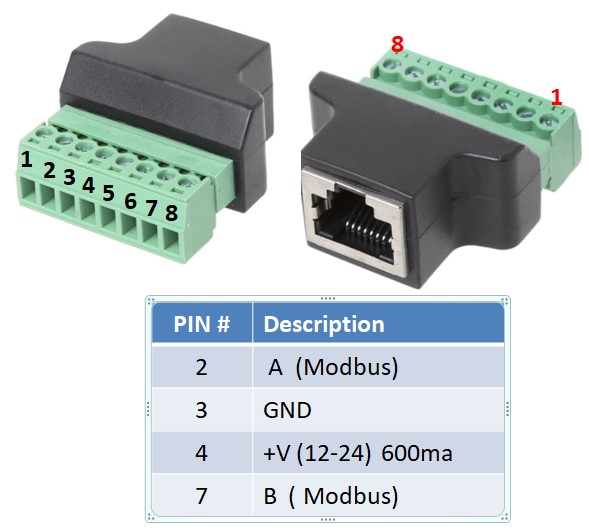 8
1
1 2 3 4 5 6 7 8
PIN # Description
2 A (Modbus)
3 GND
4 +V (12-24) 600ma
7 B ( Modbus)